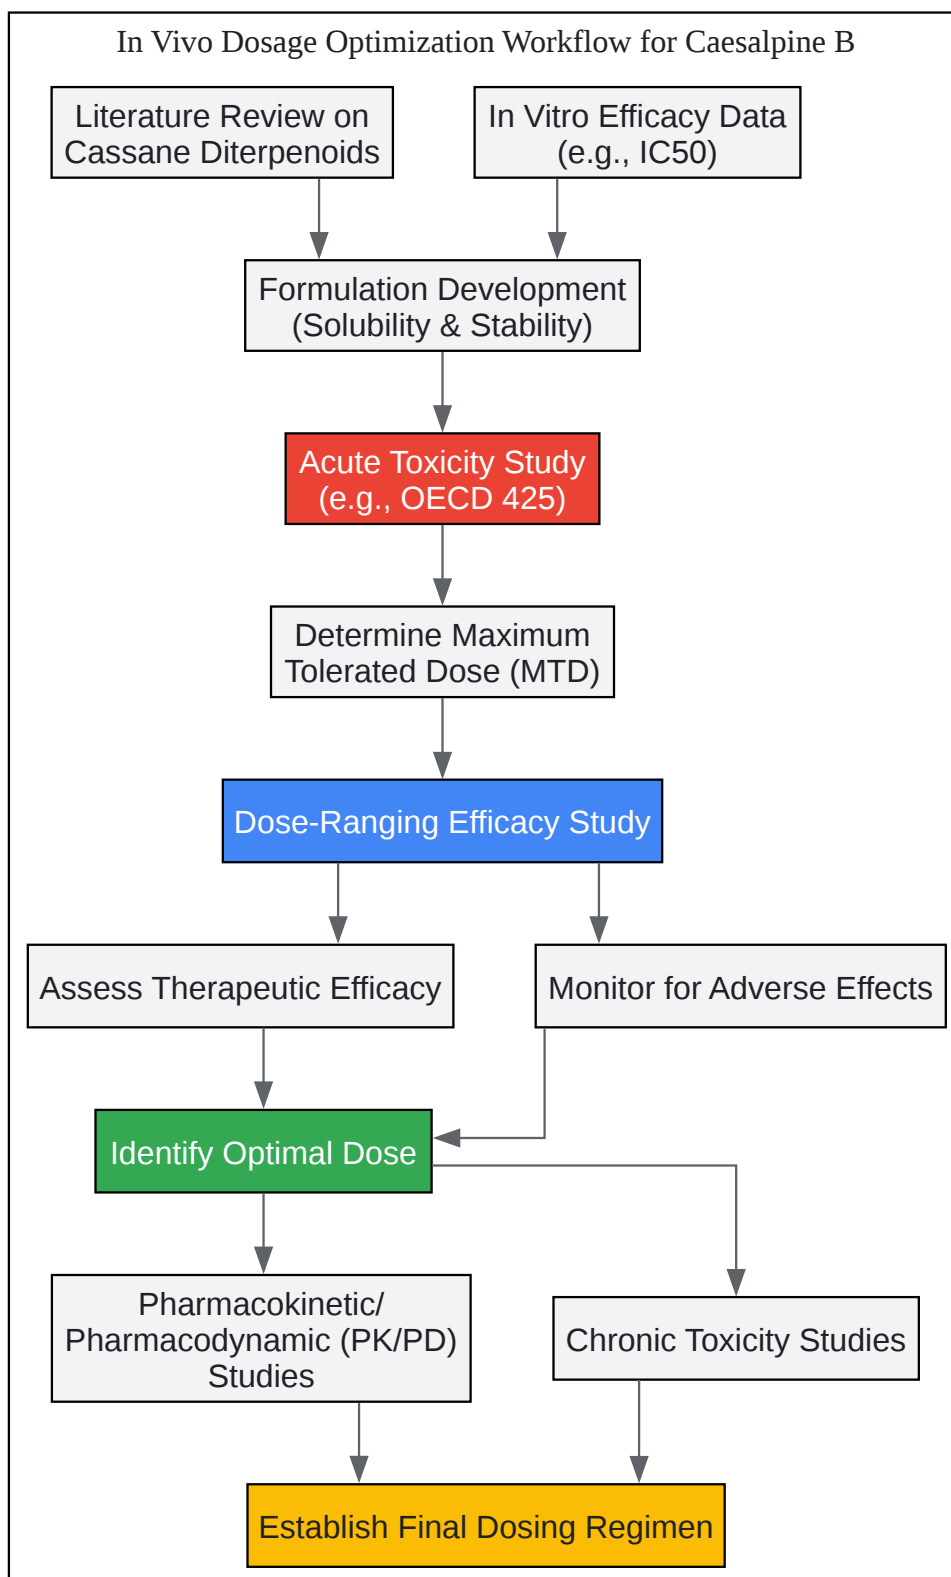 In Vivo Dosage Optimization Workflow for Caesalpine B
Literature Review on
Cassane Diterpenoids
In Vitro Efficacy Data
(e.g., IC50)
Formulation Development
(Solubility & Stability)
Acute Toxicity Study
(e.g., OECD 425)
Determine Maximum
Tolerated Dose (MTD)
Dose-Ranging Efficacy Study
Assess Therapeutic Efficacy
Monitor for Adverse Effects
Identify Optimal Dose
Pharmacokinetic/
Pharmacodynamic (PK/PD)
Studies
Chronic Toxicity Studies
Establish Final Dosing Regimen